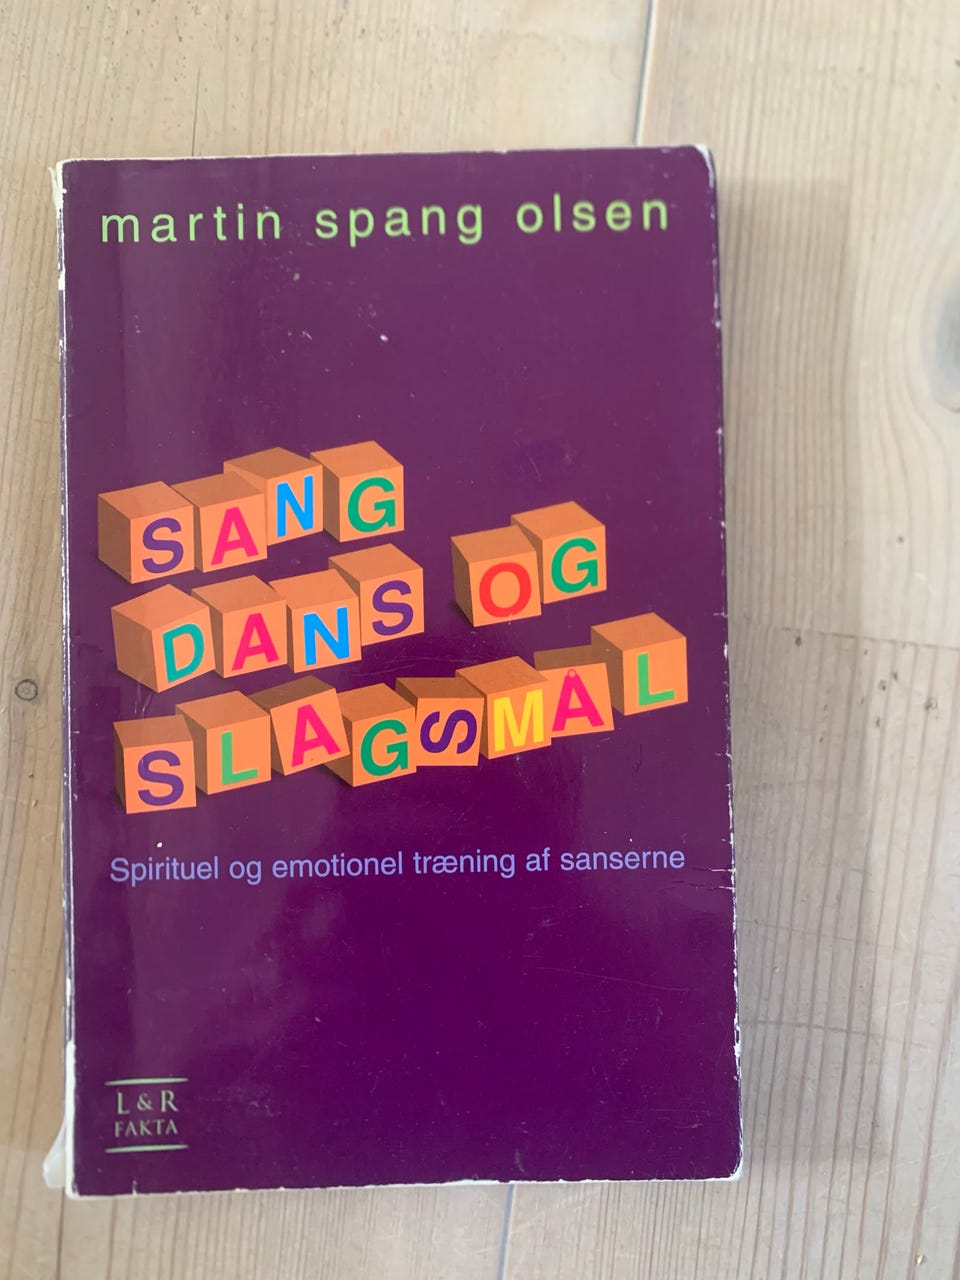 martin spang olsen
SANG
DANS OG
SLAGSMÅL
Spirituel og emotionel træning af sanserne
L & R
FAKTA